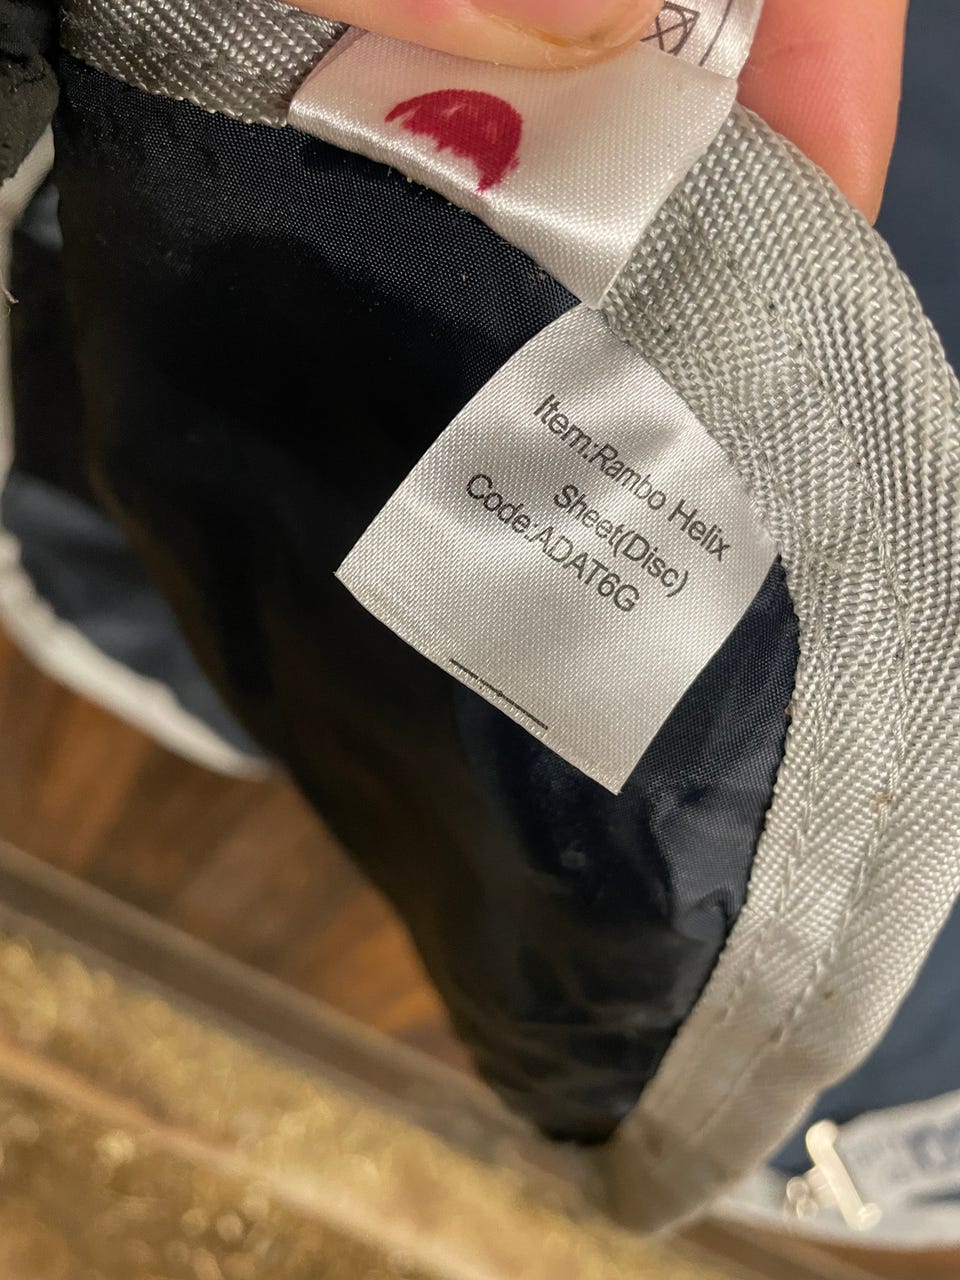 Item:Rambo Helix
Sheet(Disc)
Code:ADAT6G